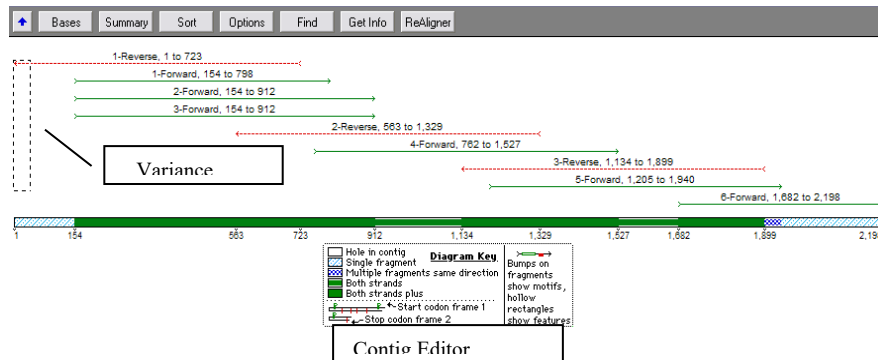 Bases Summary Sort Options Find Get Info ReAligner
1-Reverse, 1 to 723
1-Forward, 154 to 798
2-Forward, 154 to 912
3-Forward, 154 to 912
2-Reverse, 563 to 1,329
4-Forward, 762 to 1,527
3-Reverse, 1,134 to 1,899
5-Forward, 1,205 to 1,940
6-Forward, 1,682 to 2,198
Variance
1 154 563 723 912 1,134 1,329 1,527 1,682 1,899 2,19
Diagram Key
Hole in contig
Single fragment
Multiple fragments same direction
Both strands
Both strands plus
Start codon frame 1
Stop codon frame 2
Bumps on
fragments
show motifs,
hollow
rectangles
show features
Contig Editor